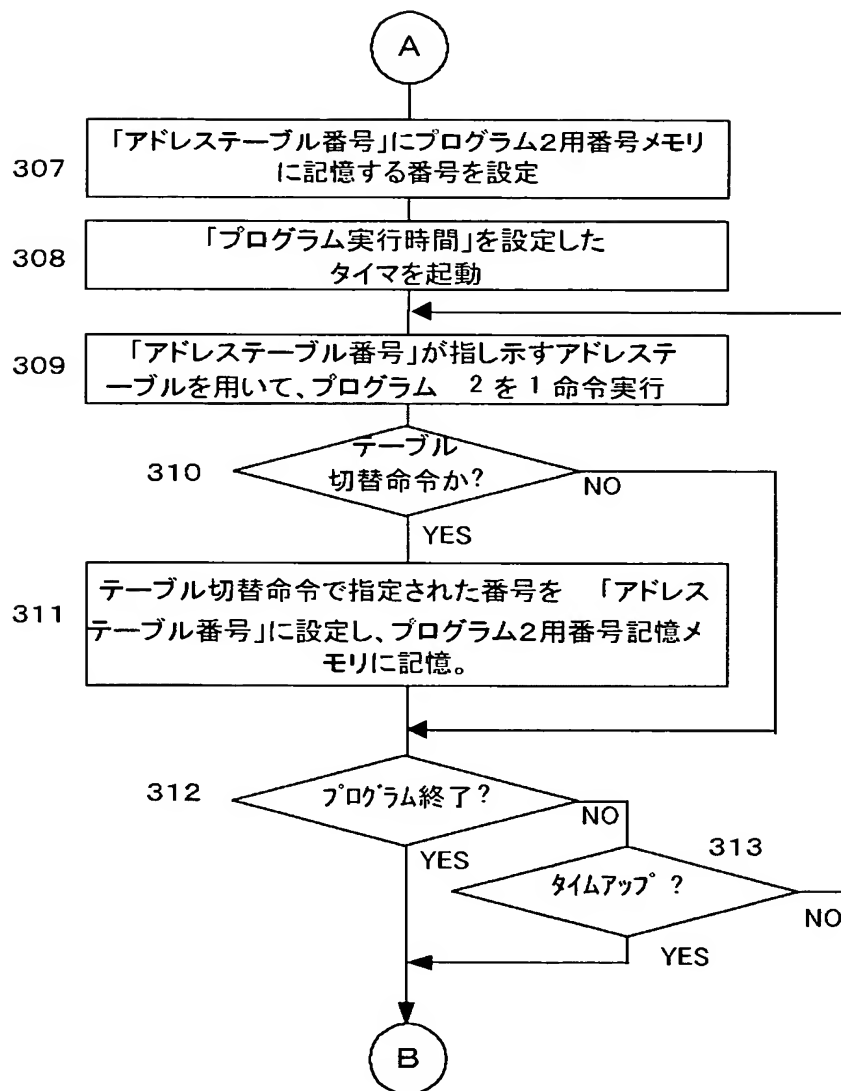 A
307
「アドレステーブル番号」にプログラム2用番号メモリ
に記憶する番号を設定
308
「プログラム実行時間」を設定した
タイマを起動
309
「アドレステーブル番号」が指し示すアドレステ
ーブルを用いて、プログラム 2 を 1 命令実行
310
テーブル
切替命令か?
NO
YES
311
テーブル切替命令で指定された番号を 「アドレス
テーブル番号」に設定し、プログラム2用番号記憶メ
モリに記憶。
312
プログラム終了?
NO
YES
313
タイムアップ?
NO
YES
B